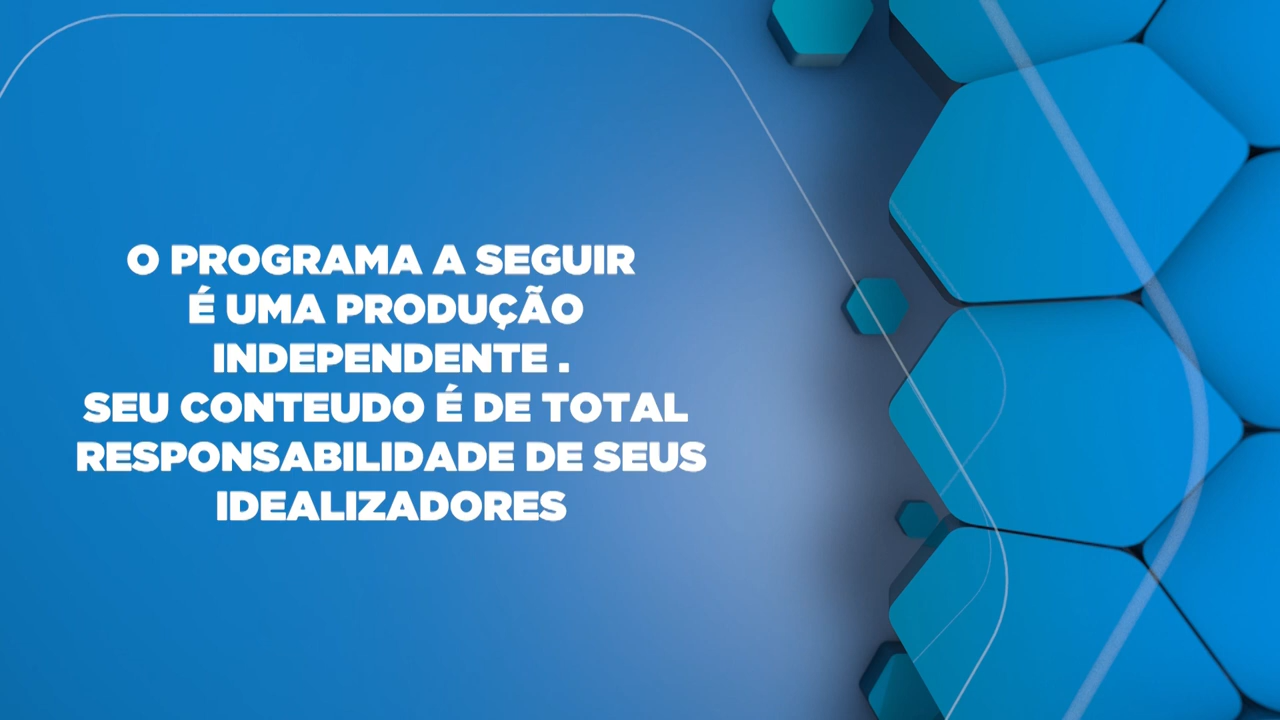 O PROGRAMA A SEGUIR
É UMA PRODUÇÃO
INDEPENDENTE .
SEU CONTEUDO É DE TOTAL
RESPONSABILIDADE DE SEUS
IDEALIZADORES